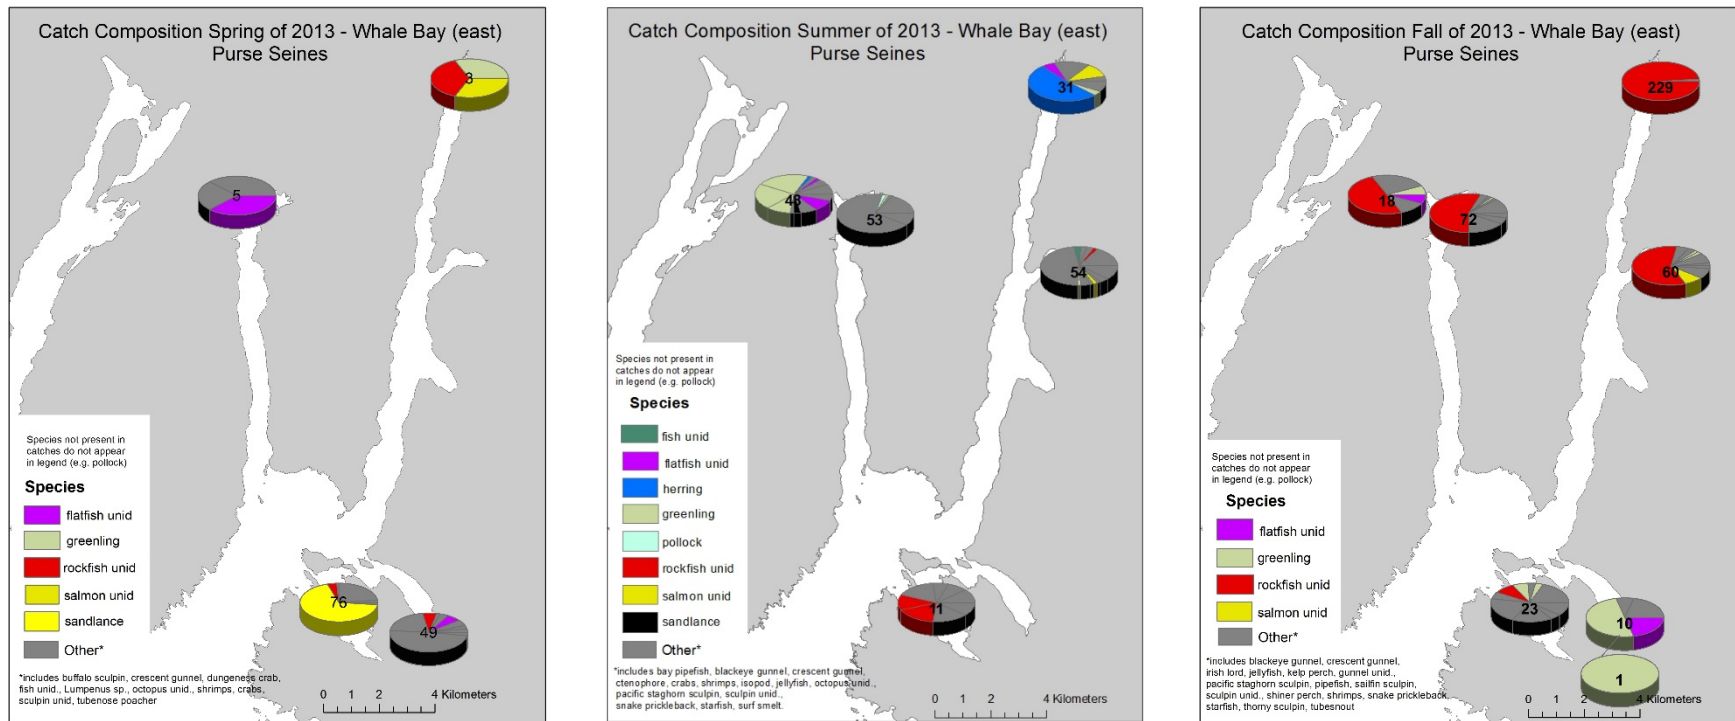 Catch Composition Spring of 2013 - Whale Bay (east)
Purse Seines
3
5
76
49
Species not present in
catches do not appear
in legend (e.g. pollock)
Species
flatfish unid
greenling
rockfish unid
salmon unid
sandlance
Other*
*includes buffalo sculpin, crescent gunnel, dungeness crab,
fish unid., Lumpenus sp., octopus unid., shrimps, crabs,
sculpin unid, tubenose poacher
0 2 4 Kilometers
Catch Composition Summer of 2013 - Whale Bay (east)
Purse Seines
31
48
53
54
11
Species not present in
catches do not appear
in legend (e.g. pollock)
Species
fish unid
flatfish unid
herring
greenling
pollock
rockfish unid
salmon unid
sandlance
Other*
*includes bay pipefish, blackeye gunnel, crescent gunnel,
ctenophore, crabs, shrimps, isopod, jellyfish, octopus unid.,
pacific staghorn sculpin, sculpin unid.,
snake prickleback, starfish, surf smelt.
0 2 4 Kilometers
Catch Composition Fall of 2013 - Whale Bay (east)
Purse Seines
229
18
72
60
23
10
1
Species not present in
catches do not appear
in legend (e.g. pollock)
Species
flatfish unid
greenling
rockfish unid
salmon unid
Other*
*includes blackeye gunnel, crescent gunnel,
irish lord, jellyfish, kelp perch, gunnel unid.,
pacific staghorn sculpin, pipefish, sailfin sculpin,
sculpin unid., shiner perch, shrimps, snake prickleback,
starfish, thorny sculpin, tubesnout
0 2 4 Kilometers